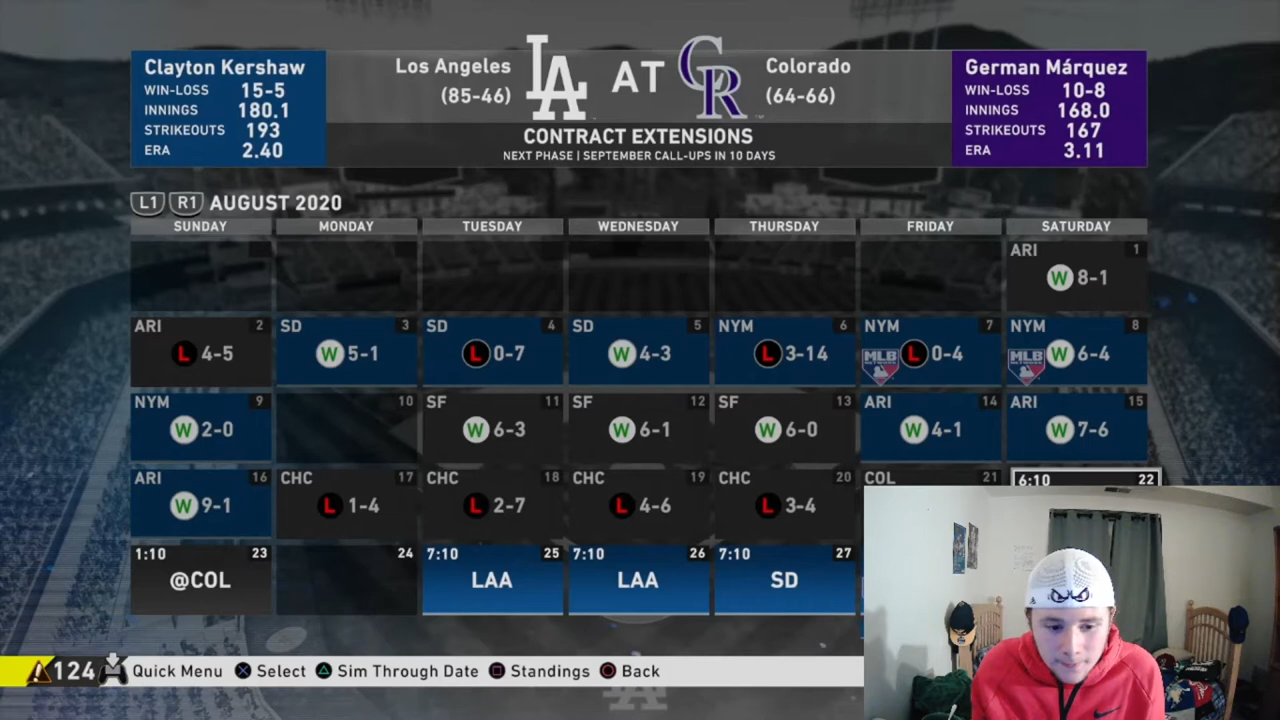 Clayton Kershaw
WIN-LOSS 15-5
INNINGS 180.1
STRIKEOUTS 193
ERA 2.40
Los Angeles
(85-46)
LA
AT
CR
Colorado
(64-66)
CONTRACT EXTENSIONS
NEXT PHASE | SEPTEMBER CALL-UPS IN 10 DAYS
German Márquez
WIN-LOSS 10-8
INNINGS 168.0
STRIKEOUTS 167
ERA 3.11
L1 R1 AUGUST 2020
SUNDAY MONDAY TUESDAY WEDNESDAY THURSDAY FRIDAY SATURDAY
ARI 1
W 8-1
ARI 2 SD 3 SD 4 SD 5 NYM 6 NYM 7 NYM 8
L 4-5 W 5-1 L 0-7 W 4-3 L 3-14 MLB L 0-4 MLB W 6-4
NYM 9 10 SF 11 SF 12 SF 13 ARI 14 ARI 15
W 2-0 W 6-3 W 6-1 W 6-0 W 4-1 W 7-6
ARI 16 CHC 17 CHC 18 CHC 19 CHC 20 COL 21 6:10 22
W 9-1 L 1-4 L 2-7 L 4-6 L 3-4
1:10 23 24 7:10 25 7:10 26 7:10 27
@COL LAA LAA SD
124 Quick Menu Select Sim Through Date Standings Back